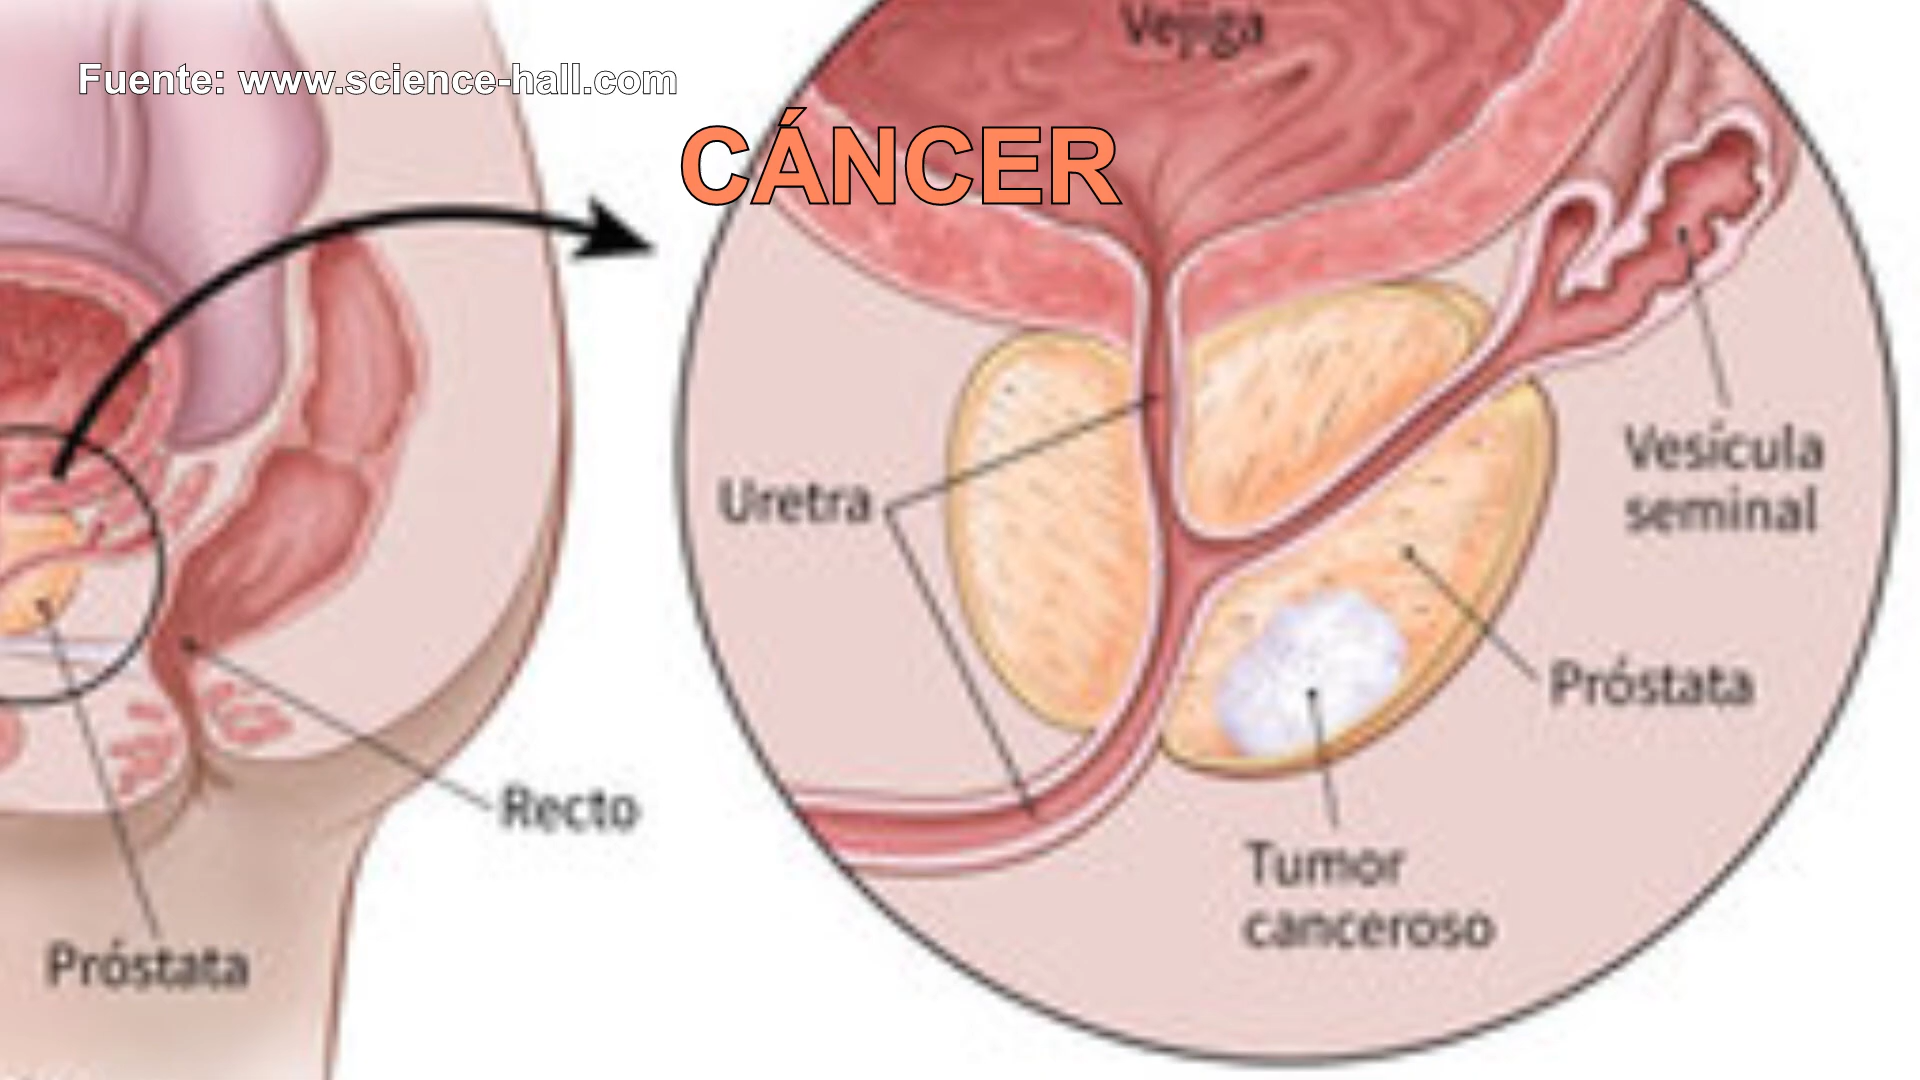 Vejiga
Fuente: www.science-hall.com
CÁNCER
Uretra
Vesícula
seminal
Próstata
Recto
Tumor
canceroso
Próstata